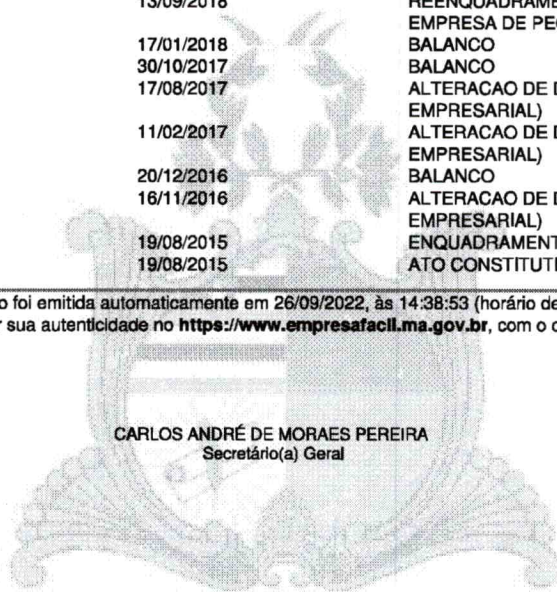 13/09/2018 REENQUADRAME
EMPRESA DE PE
17/01/2018 BALANCO
30/10/2017 BALANCO
17/08/2017 ALTERACAO DE D
EMPRESARIAL)
11/02/2017 ALTERACAO DE D
EMPRESARIAL)
20/12/2016 BALANCO
16/11/2016 ALTERACAO DE D
EMPRESARIAL)
19/08/2015 ENQUADRAMENT
19/08/2015 ATO CONSTITUTI
o foi emitida automaticamente em 26/09/2022, às 14:38:53 (horário de
r sua autenticidade no https://www.empresafacil.ma.gov.br, com o c
CARLOS ANDRÉ DE MORAES PEREIRA
Secretário(a) Geral